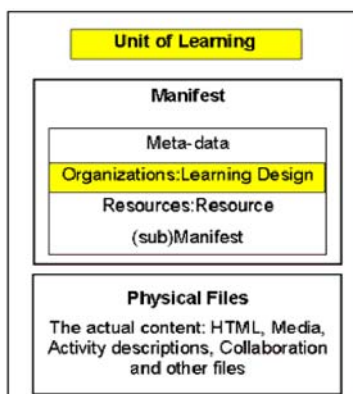 Unit of Learning
Manifest
Meta-data
Organizations:Learning Design
Resources:Resource
(sub)Manifest
Physical Files
The actual content: HTML, Media,
Activity descriptions, Collaboration
and other files